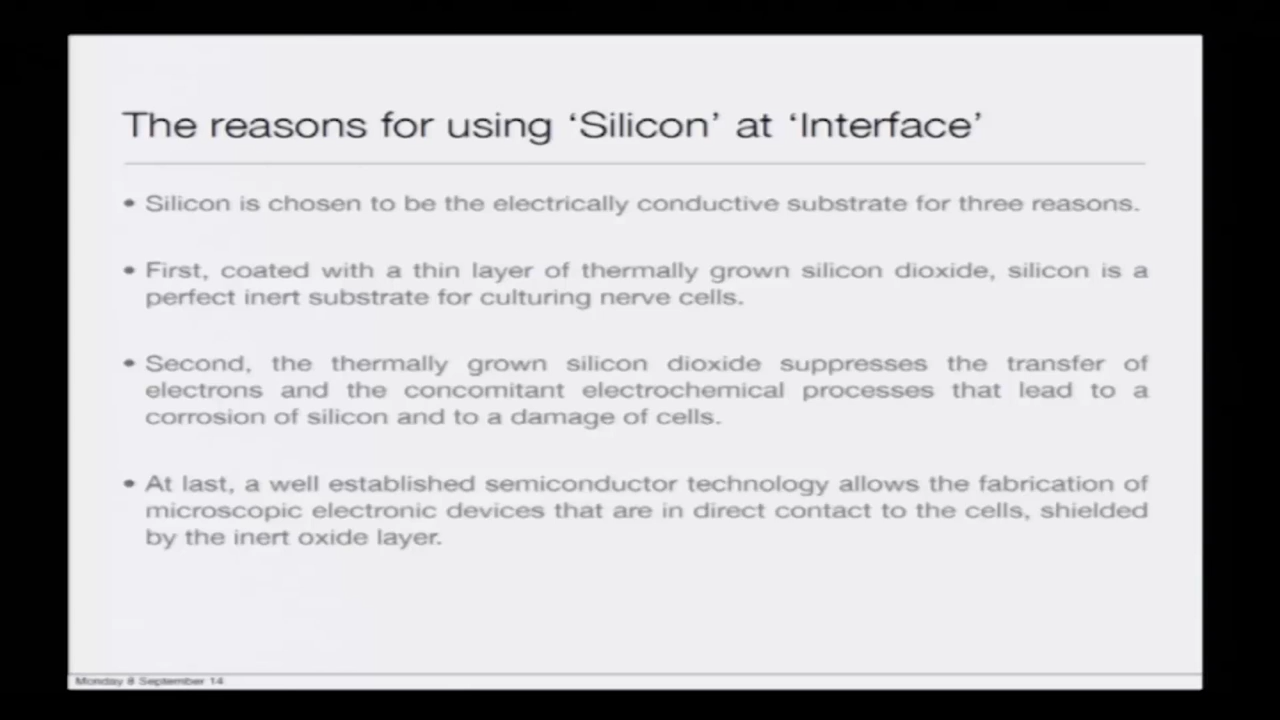 The reasons for using ‘Silicon’ at ‘Interface’
• Silicon is chosen to be the electrically conductive substrate for three reasons.
• First, coated with a thin layer of thermally grown silicon dioxide, silicon is a
perfect inert substrate for culturing nerve cells.
• Second, the thermally grown silicon dioxide suppresses the transfer of
electrons and the concomitant electrochemical processes that lead to a
corrosion of silicon and to a damage of cells.
• At last, a well established semiconductor technology allows the fabrication of
microscopic electronic devices that are in direct contact to the cells, shielded
by the inert oxide layer.
Monday 8 September 14